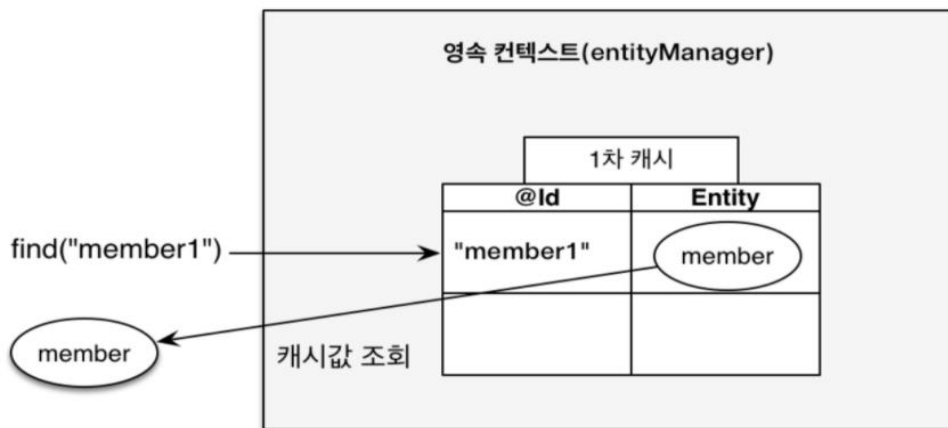 영속 컨텍스트(entityManager)
1차 캐시
@Id Entity
find("member1") "member1" member
member 캐시값 조회